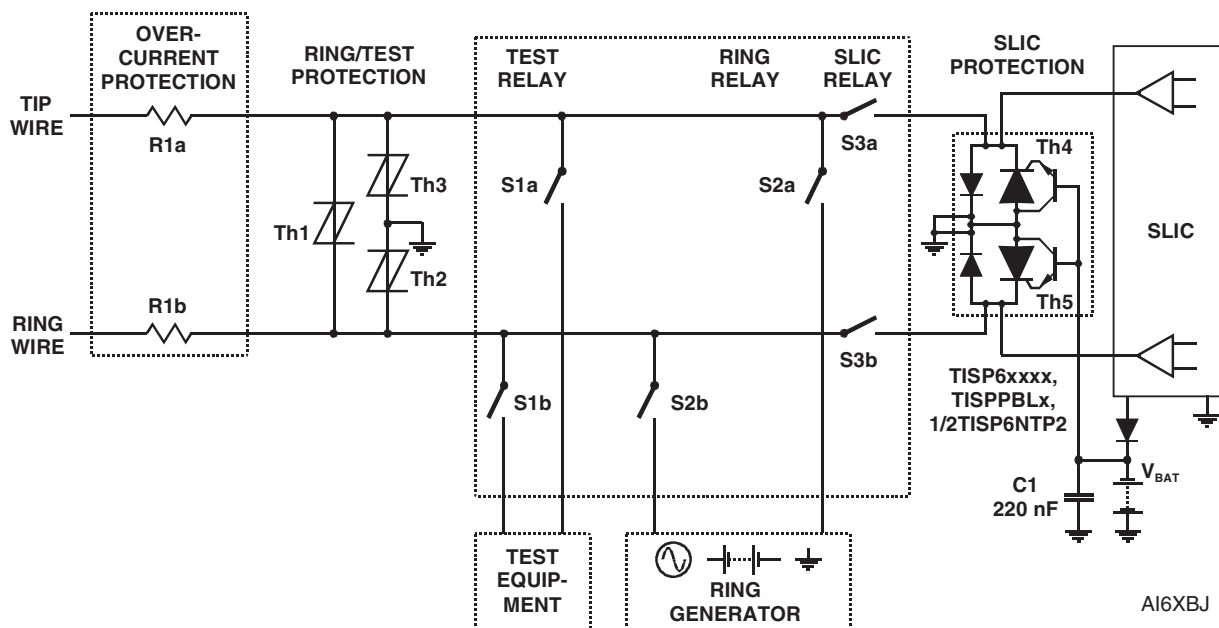 OVER-
CURRENT
PROTECTION
RING/TEST
PROTECTION
TEST
RELAY
RING
RELAY
SLIC
RELAY
SLIC
PROTECTION
TIP
WIRE
R1a
Th3
Th1
Th2
S1a
S2a
S3a
Th4
SLIC
Th5
RING
WIRE
R1b
S1b
S2b
S3b
TISP6xxxx,
TISPPBLx,
1/2TISP6NTP2
C1
220 nF
VBAT
TEST
EQUIP-
MENT
RING
GENERATOR
AI6XBJ